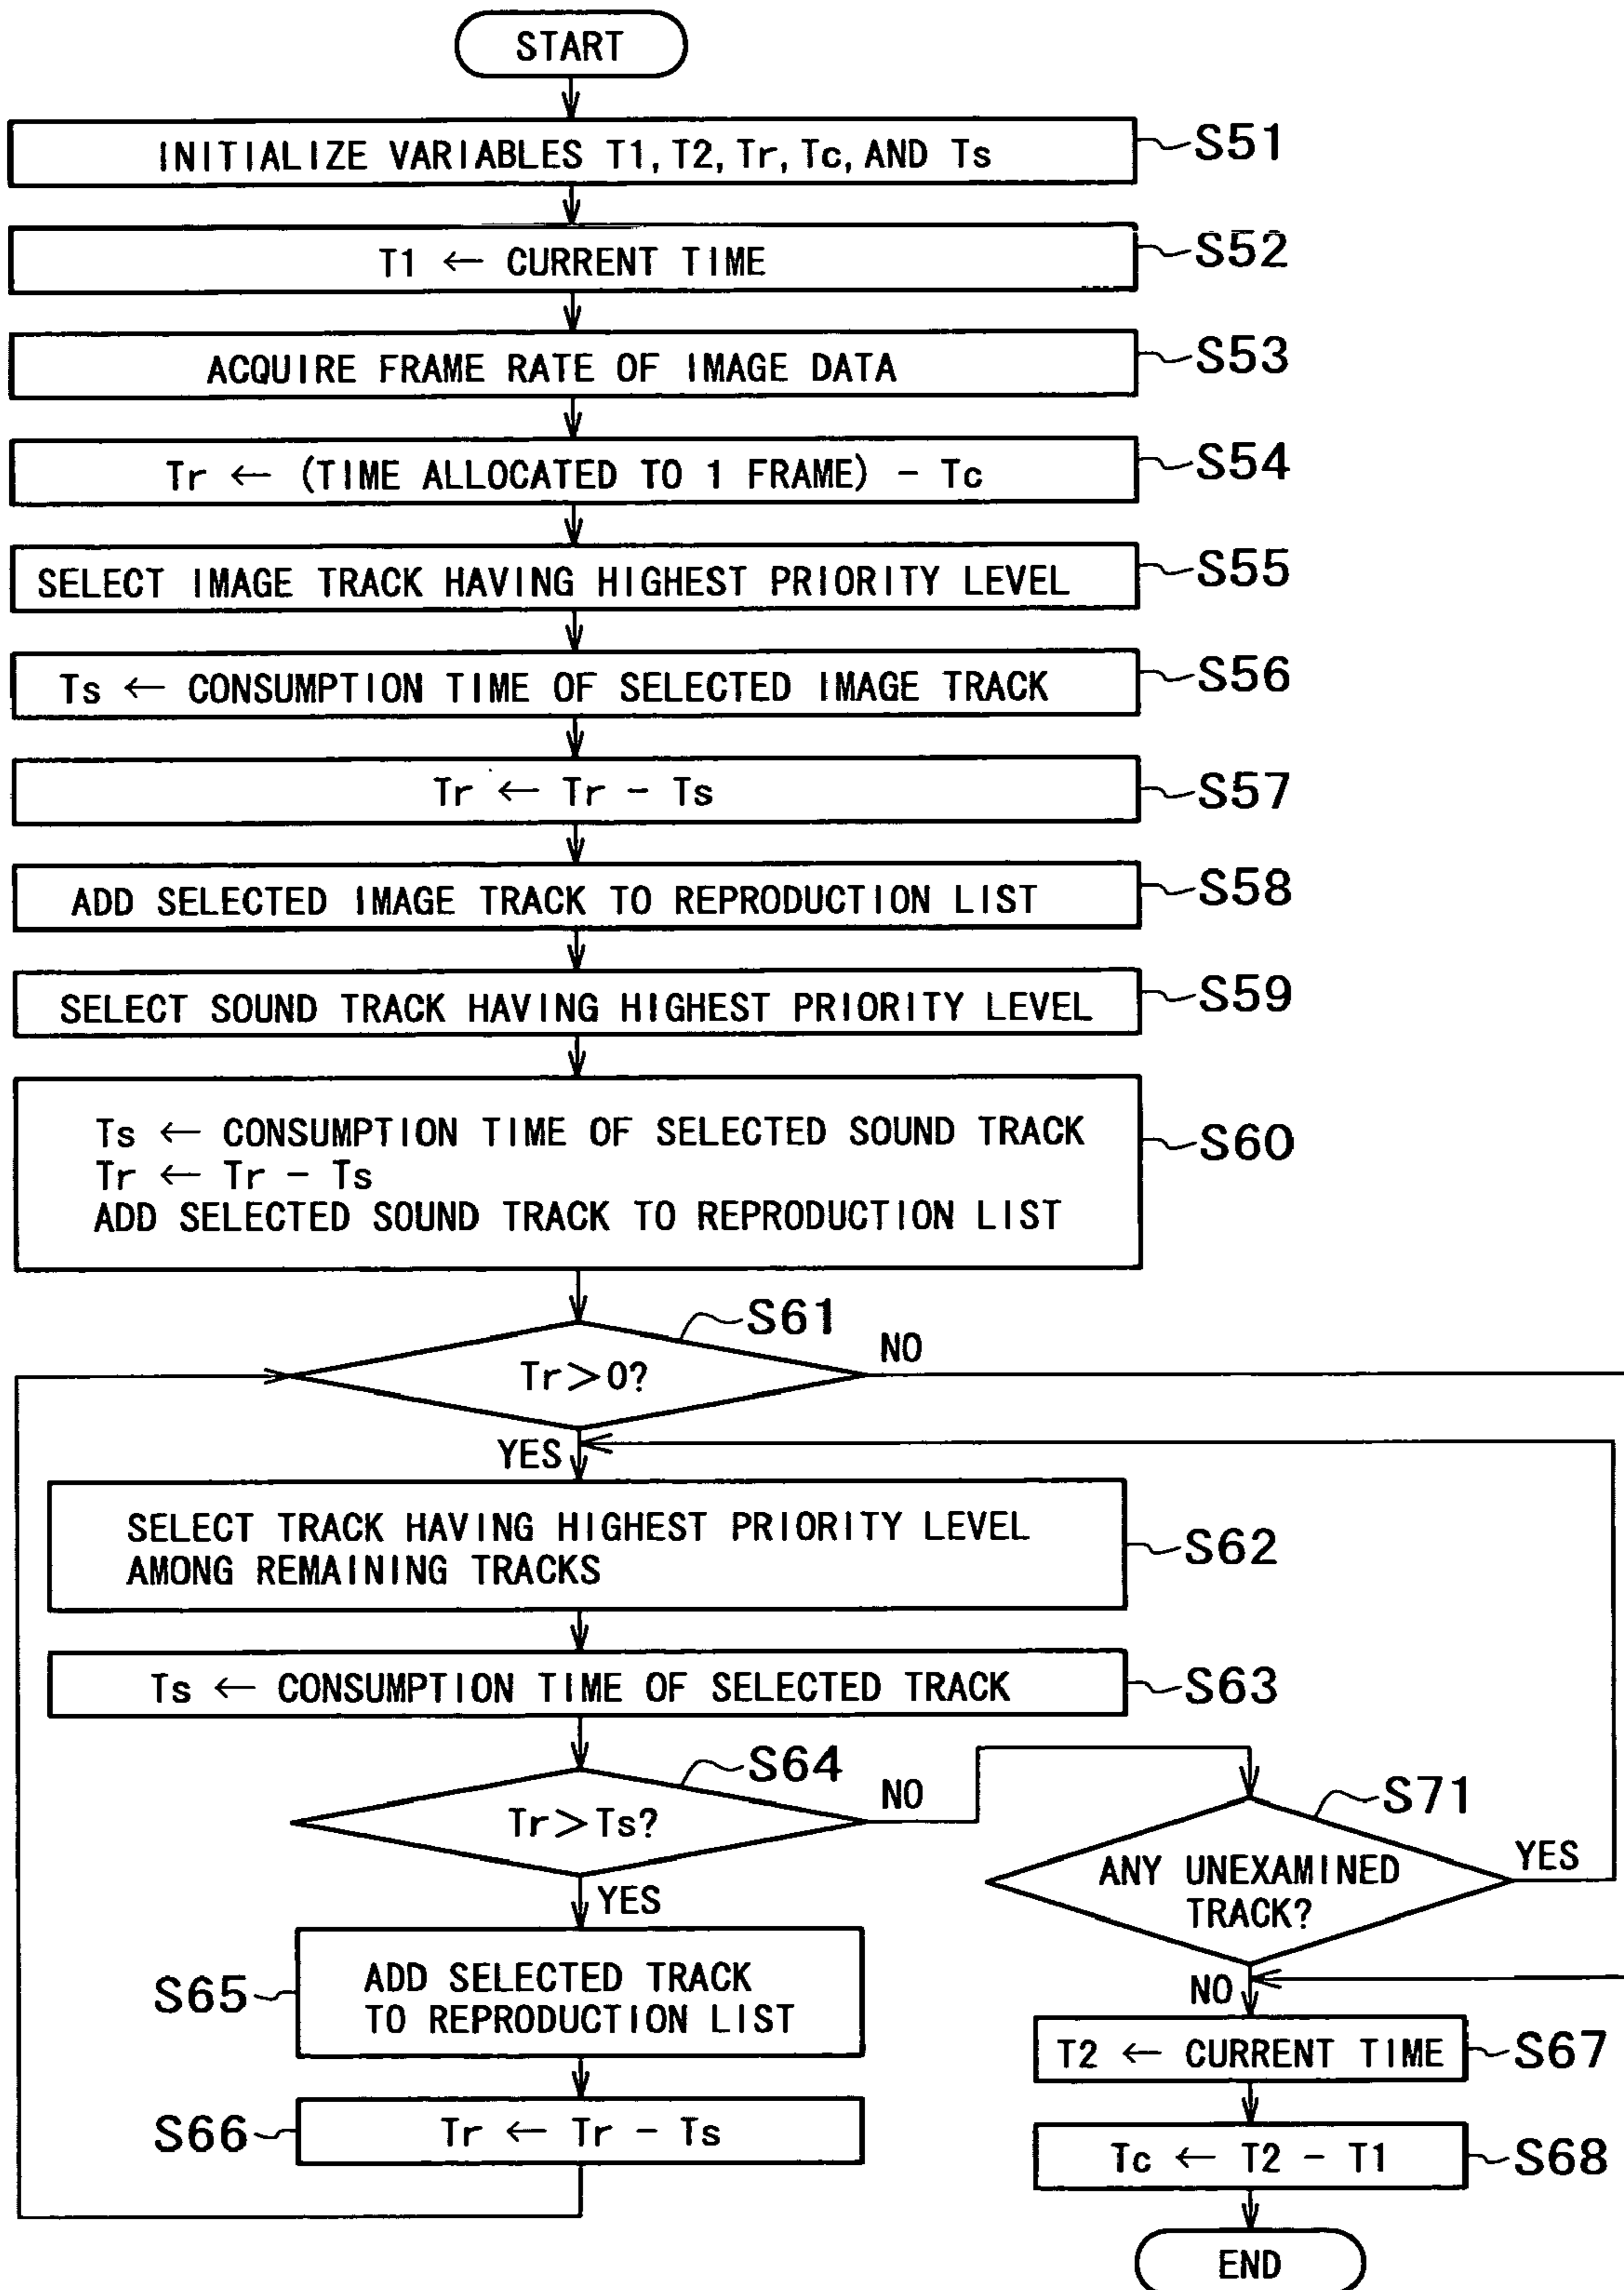 START
INITIALIZE VARIABLES T1, T2, Tr, Tc, AND Ts
S51
T1 ← CURRENT TIME
S52
ACQUIRE FRAME RATE OF IMAGE DATA
S53
Tr ← (TIME ALLOCATED TO 1 FRAME) - Tc
S54
SELECT IMAGE TRACK HAVING HIGHEST PRIORITY LEVEL
S55
Ts ← CONSUMPTION TIME OF SELECTED IMAGE TRACK
S56
Tr ← Tr - Ts
S57
ADD SELECTED IMAGE TRACK TO REPRODUCTION LIST
S58
SELECT SOUND TRACK HAVING HIGHEST PRIORITY LEVEL
S59
Ts ← CONSUMPTION TIME OF SELECTED SOUND TRACK
Tr ← Tr - Ts
ADD SELECTED SOUND TRACK TO REPRODUCTION LIST
S60
S61
Tr>0?
NO
YES
SELECT TRACK HAVING HIGHEST PRIORITY LEVEL
AMONG REMAINING TRACKS
S62
Ts ← CONSUMPTION TIME OF SELECTED TRACK
S63
S64
Tr>Ts?
NO
YES
S71
ANY UNEXAMINED
TRACK?
YES
NO
S65
ADD SELECTED TRACK
TO REPRODUCTION LIST
S66
Tr ← Tr - Ts
T2 ← CURRENT TIME
S67
Tc ← T2 - T1
S68
END